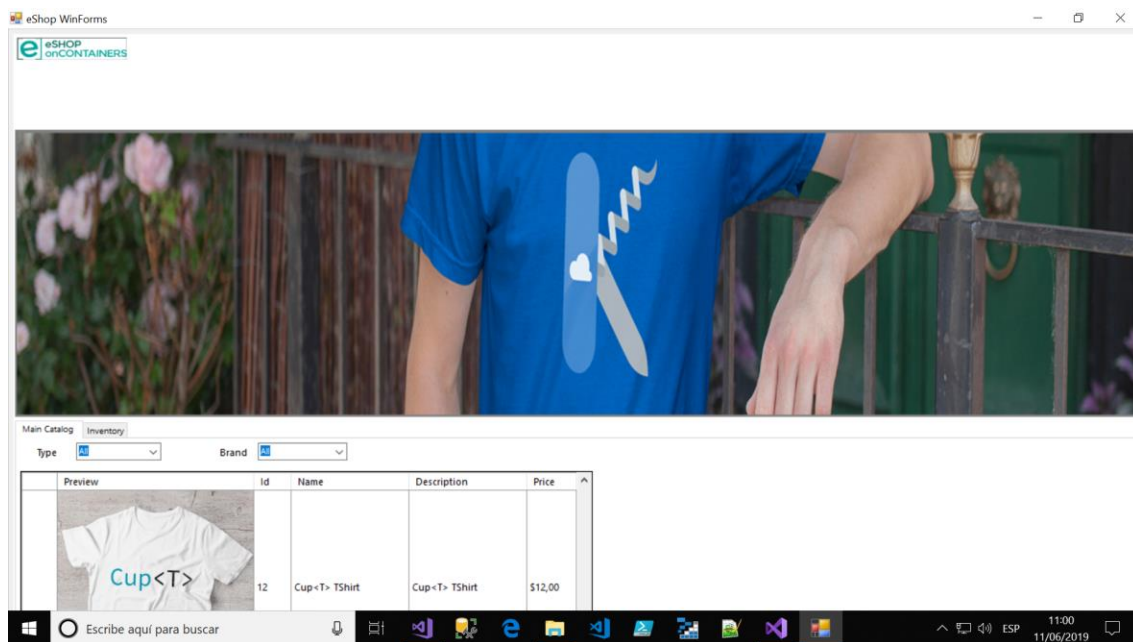 eShop WinForms
eSHOP
onCONTAINERS
Main Catalog Inventory
Type All Brand All
Preview Id Name Description Price
Cup<T>
12 Cup<T> TShirt Cup<T> TShirt $12,00
Escribe aquí para buscar
ESP
11:00
11/06/2019